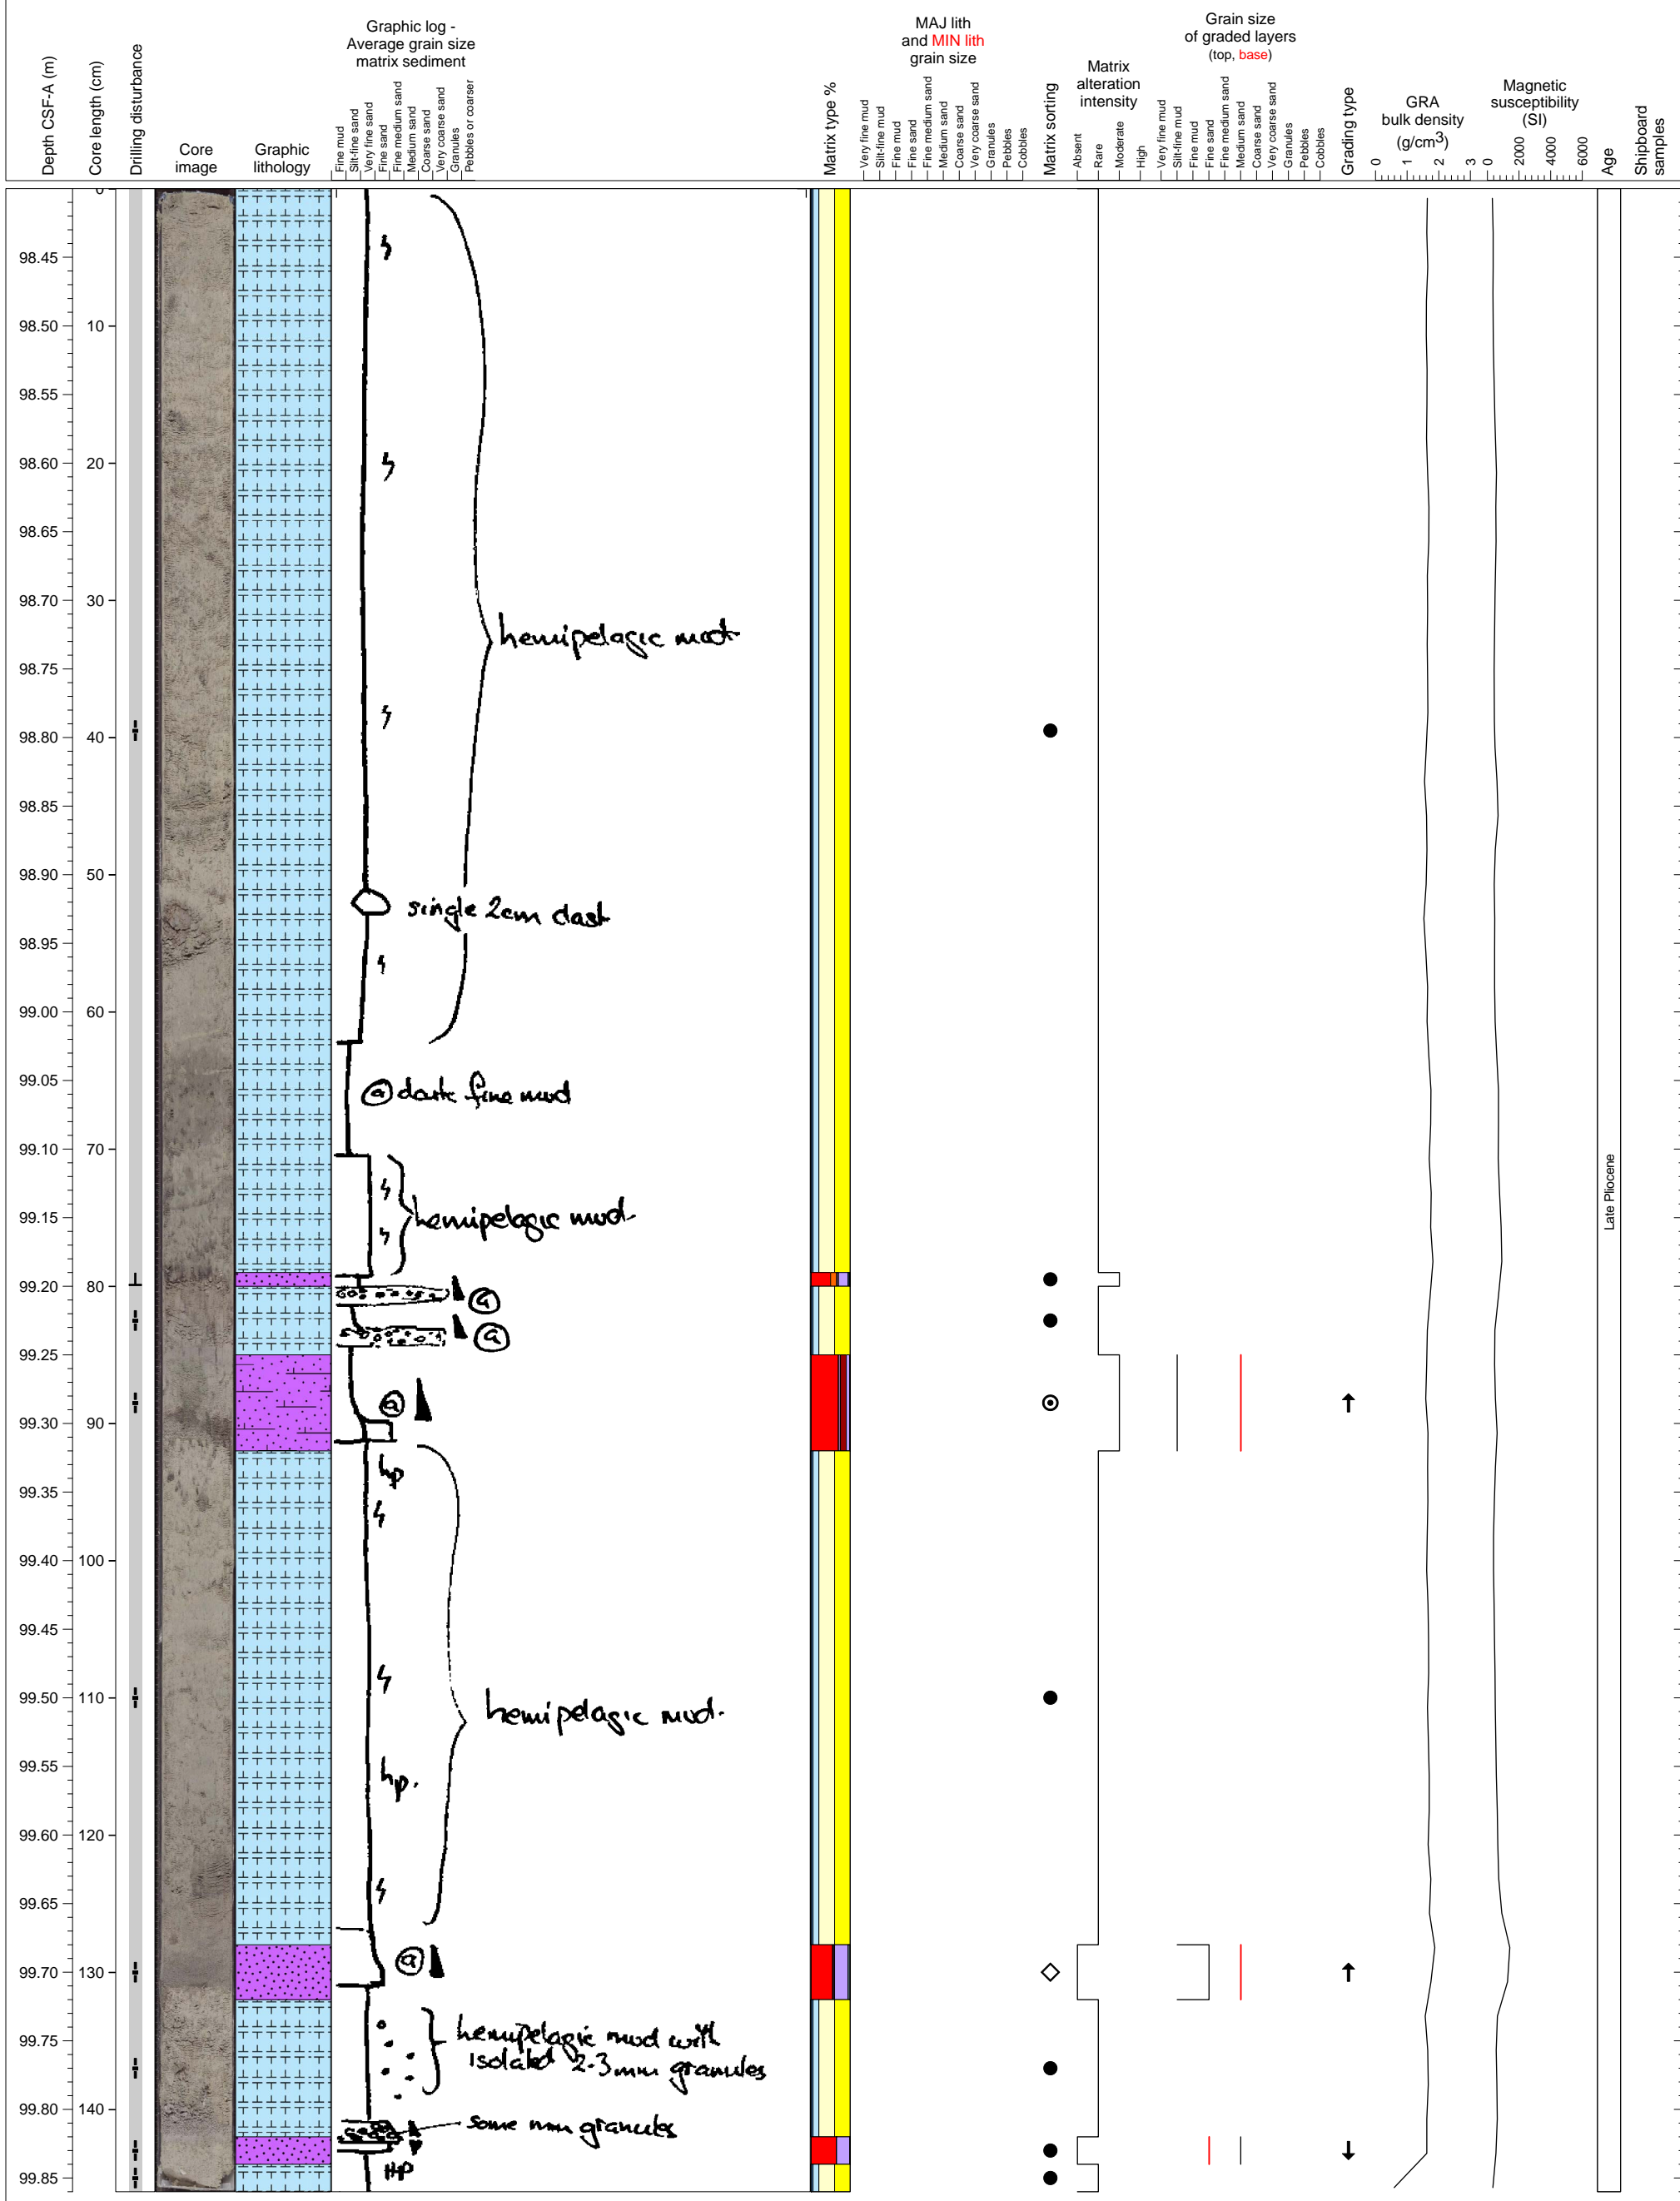 Depth CSF-A (m)
Core length (cm)
Drilling disturbance
Core
image
Graphic
lithology
Graphic log -
Average grain size
matrix sediment
Fine mud
Silt-fine sand
Very fine sand
Fine sand
Fine medium sand
Medium sand
Coarse sand
Very coarse sand
Granules
Pebbles or coarser
Matrix type %
MAJ lith
and MIN lith
grain size
Very fine mud
Silt-fine mud
Fine mud
Fine sand
Fine medium sand
Medium sand
Coarse sand
Very coarse sand
Granules
Pebbles
Cobbles
Matrix sorting
Matrix
alteration
intensity
Absent
Rare
Moderate
High
Grain size
of graded layers
(top, base)
Very fine mud
Silt-fine mud
Fine mud
Fine sand
Fine medium sand
Medium sand
Coarse sand
Very coarse sand
Granules
Pebbles
Cobbles
Grading type
GRA
bulk density
(g/cm3)
0 1 2 3
Magnetic
susceptibility
(SI)
0 2000 4000 6000
Age
Shipboard
samples
0
98.45
98.50 10
98.55
98.60 20
98.65
98.70 30
hemipelagic mud
98.75
98.80 40
98.85
98.90 50
single 2cm clast
98.95
99.00 60
99.05
a dark fine mud
99.10 70
99.15
hemipelagic mud
Late Pliocene
99.20 80
a
a
99.25
a
99.30 90
hp
99.35
99.40 100
99.45
99.50 110
hemipelagic mud.
99.55
hp.
99.60 120
99.65
a
99.70 130
99.75
hemipelagic mud with
isolated 2-3mm granules
99.80 140
some mm granules
HP
99.85